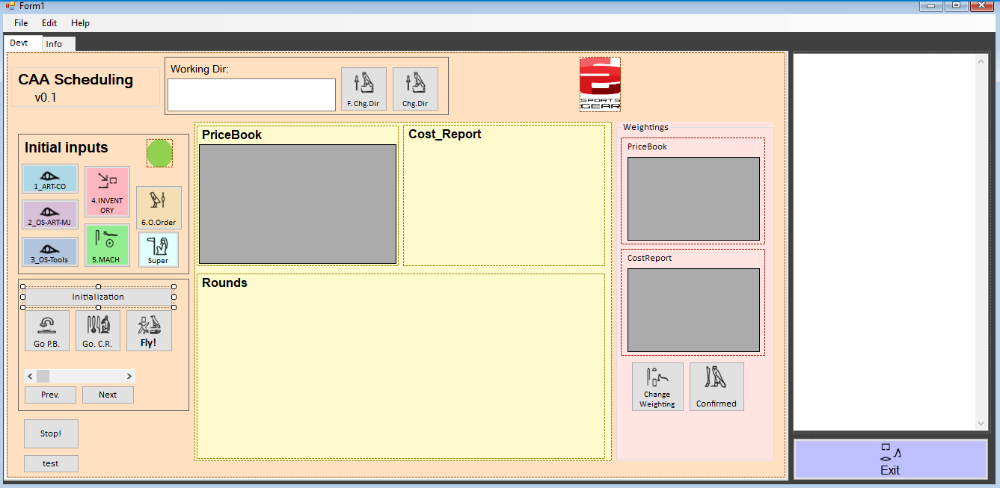 Form1
File Edit Help
Devt Info
CAA Scheduling
v0.1
Working Dir:
F. Chg.Dir
Chg.Dir
SPORTS
GEAR
Initial inputs
1_ART-CO
2_OS-ART-MJ
3_OS-Tools
4.INVENT
ORY
5.MACH
6.O.Order
Super
Initialization
Go P.B.
Go. C.R.
Fly!
Prev.
Next
Stop!
test
PriceBook
Cost_Report
Rounds
Weightings
PriceBook
CostReport
Change
Weighting
Confirmed
Exit